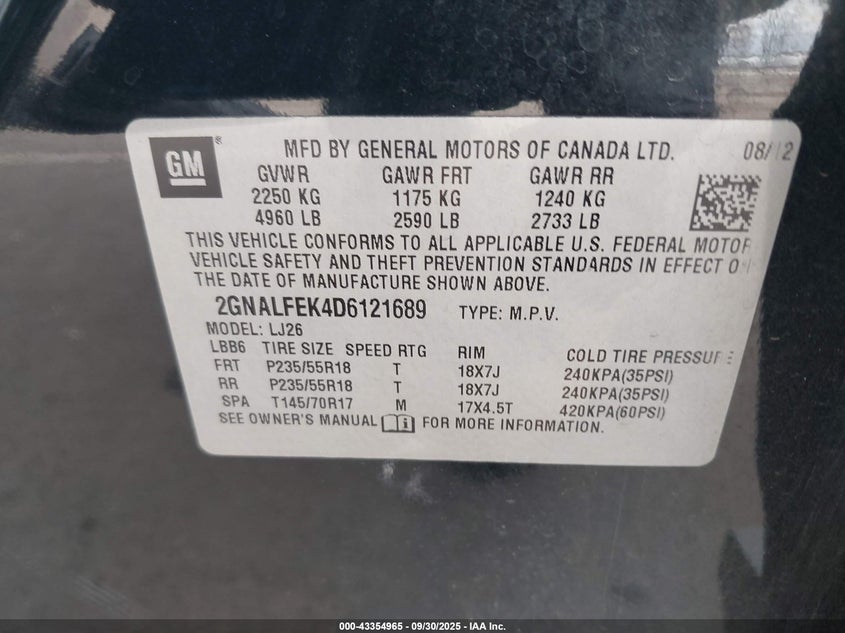 GM ® MFD BY GENERAL MOTORS OF CANADA LTD. 08/12
GVWR GAWR FRT GAWR RR
2250 KG 1175 KG 1240 KG
4960 LB 2590 LB 2733 LB
THIS VEHICLE CONFORMS TO ALL APPLICABLE U.S. FEDERAL MOTOR
VEHICLE SAFETY AND THEFT PREVENTION STANDARDS IN EFFECT ON
THE DATE OF MANUFACTURE SHOWN ABOVE.
2GNALFEK4D6121689 TYPE: M.P.V.
MODEL: LJ26
LBB6 TIRE SIZE SPEED RTG RIM COLD TIRE PRESSURE
FRT P235/55R18 T 18X7J 240KPA(35PSI)
RR P235/55R18 T 18X7J 240KPA(35PSI)
SPA T145/70R17 M 17X4.5T 420KPA(60PSI)
SEE OWNER'S MANUAL FOR MORE INFORMATION.
000-43354965 - 09/30/2025 - IAA Inc.